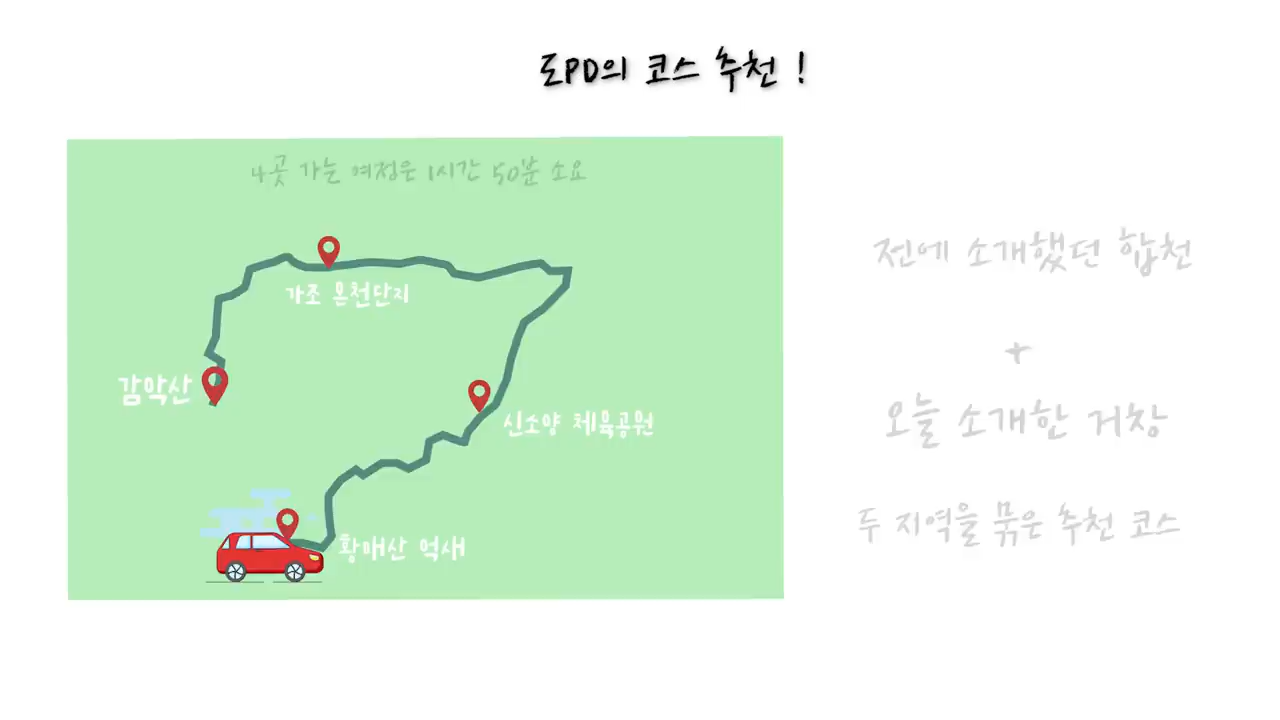 도PD의 코스 추천 !
4곳 가는 여정은 1시간 50분 소요
가조 온천단지
감악산
신소양 체육공원
황매산 억새
전에 소개했던 합천
+
오늘 소개한 거창
두 지역을 묶은 추천 코스